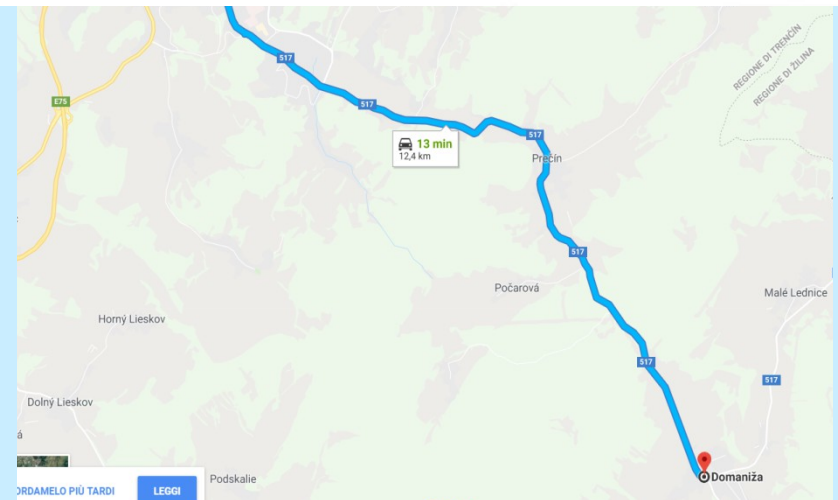 REGIONE DI TRENČÍN
REGIONE DI ŽILINA
517
E75
517
13 min
12,4 km
517
Prečín
517
Počarová
Malé Lednice
Horný Lieskov
517
517
Dolný Lieskov
á
Domaniža
Podskalie
ORDAMELO PIÙ TARDI
LEGGI